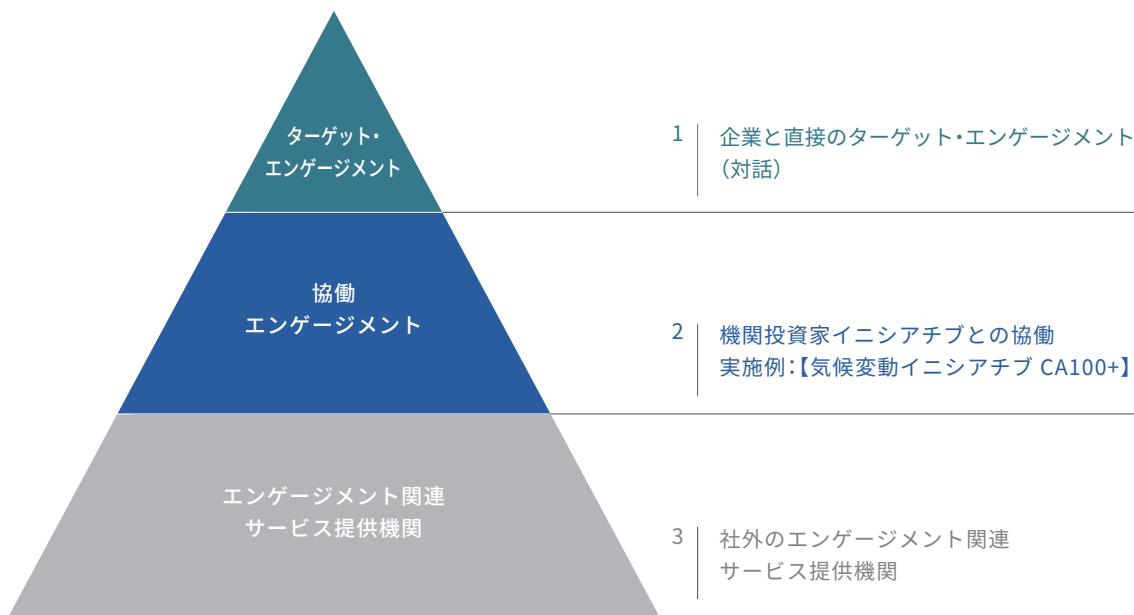 ターゲット・
エンゲージメント
1
企業と直接のターゲット・エンゲージメント
（対話）
協働
エンゲージメント
2
機関投資家イニシアチブとの協働
実施例：【気候変動イニシアチブ CA100+】
エンゲージメント関連
サービス提供機関
3
社外のエンゲージメント関連
サービス提供機関